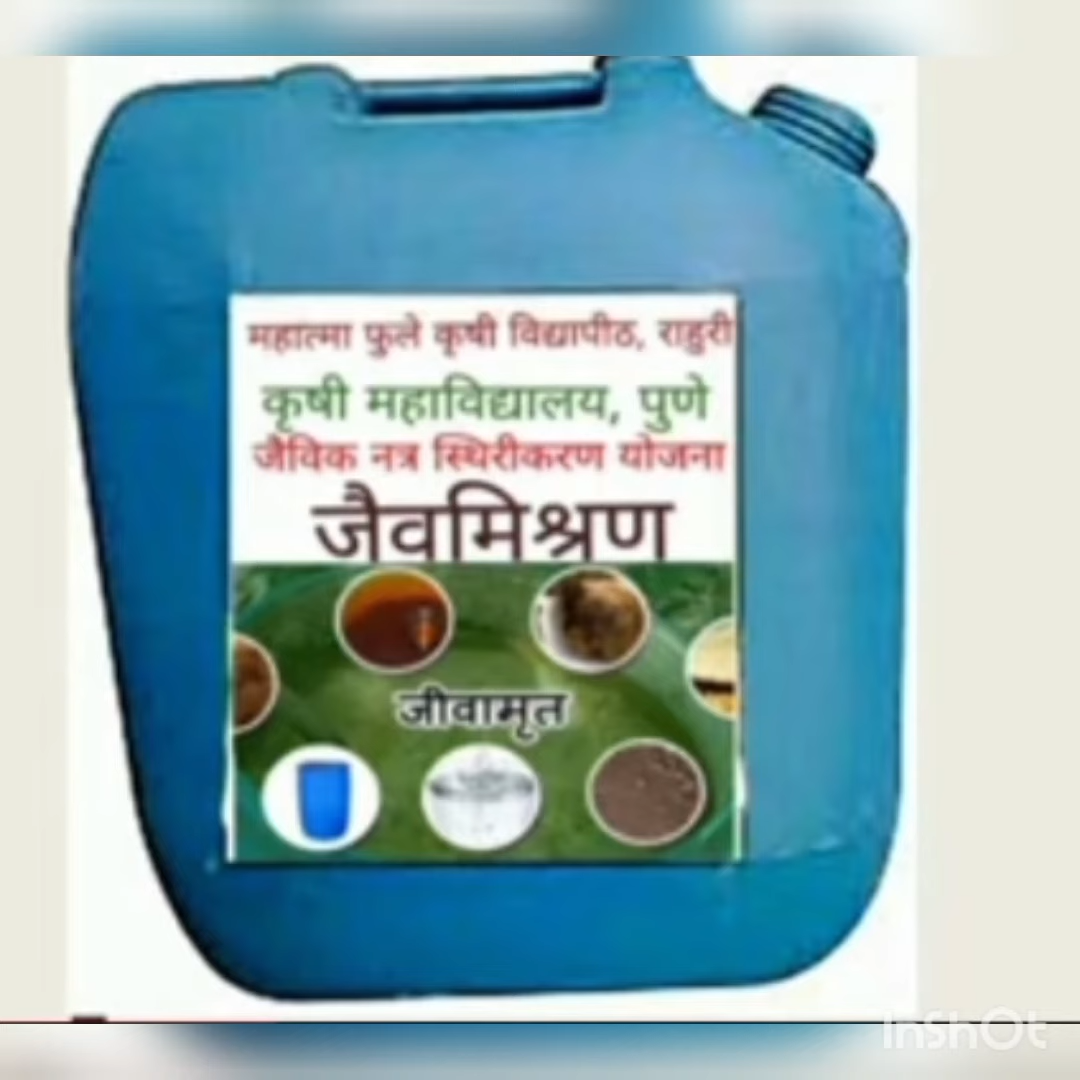 महात्मा फुले कृषी विद्यापीठ, राहुरी
कृषी महाविद्यालय, पुणे
जैविक नत्र स्थिरीकरण योजना
जैवमिश्रण
जीवामृत
InShOt